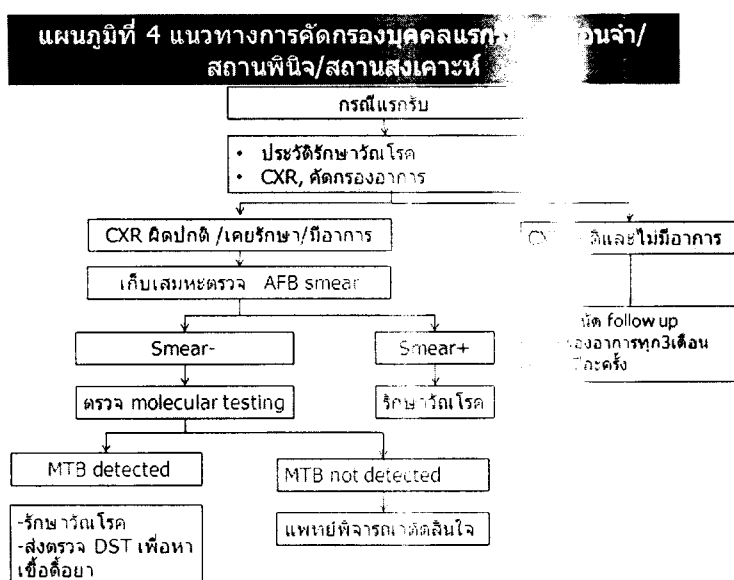 แผนภูมิที่ 4 แนวทางการคัดกรองบุคคลแรก
สถานพินิจ/สถานสงเคราะห์
กรณีแรกรับ
• ประวัติรักษาวัณโรค
• CXR, คัดกรองอาการ
CXR ผิดปกติ /เคยรักษา/มีอาการ
และไม่มีอาการ
เก็บเสมหะตรวจ AFB smear
follow up
อาการทุก3เดือน
ละครั้ง
Smear-
Smear+
ตรวจ molecular testing
รักษาวัณโรค
MTB detected
MTB not detected
-รักษาวัณโรค
-ส่งตรวจ DST เพื่อหา
เชื้อดื้อยา
แพทย์พิจารณาตัดสินใจ